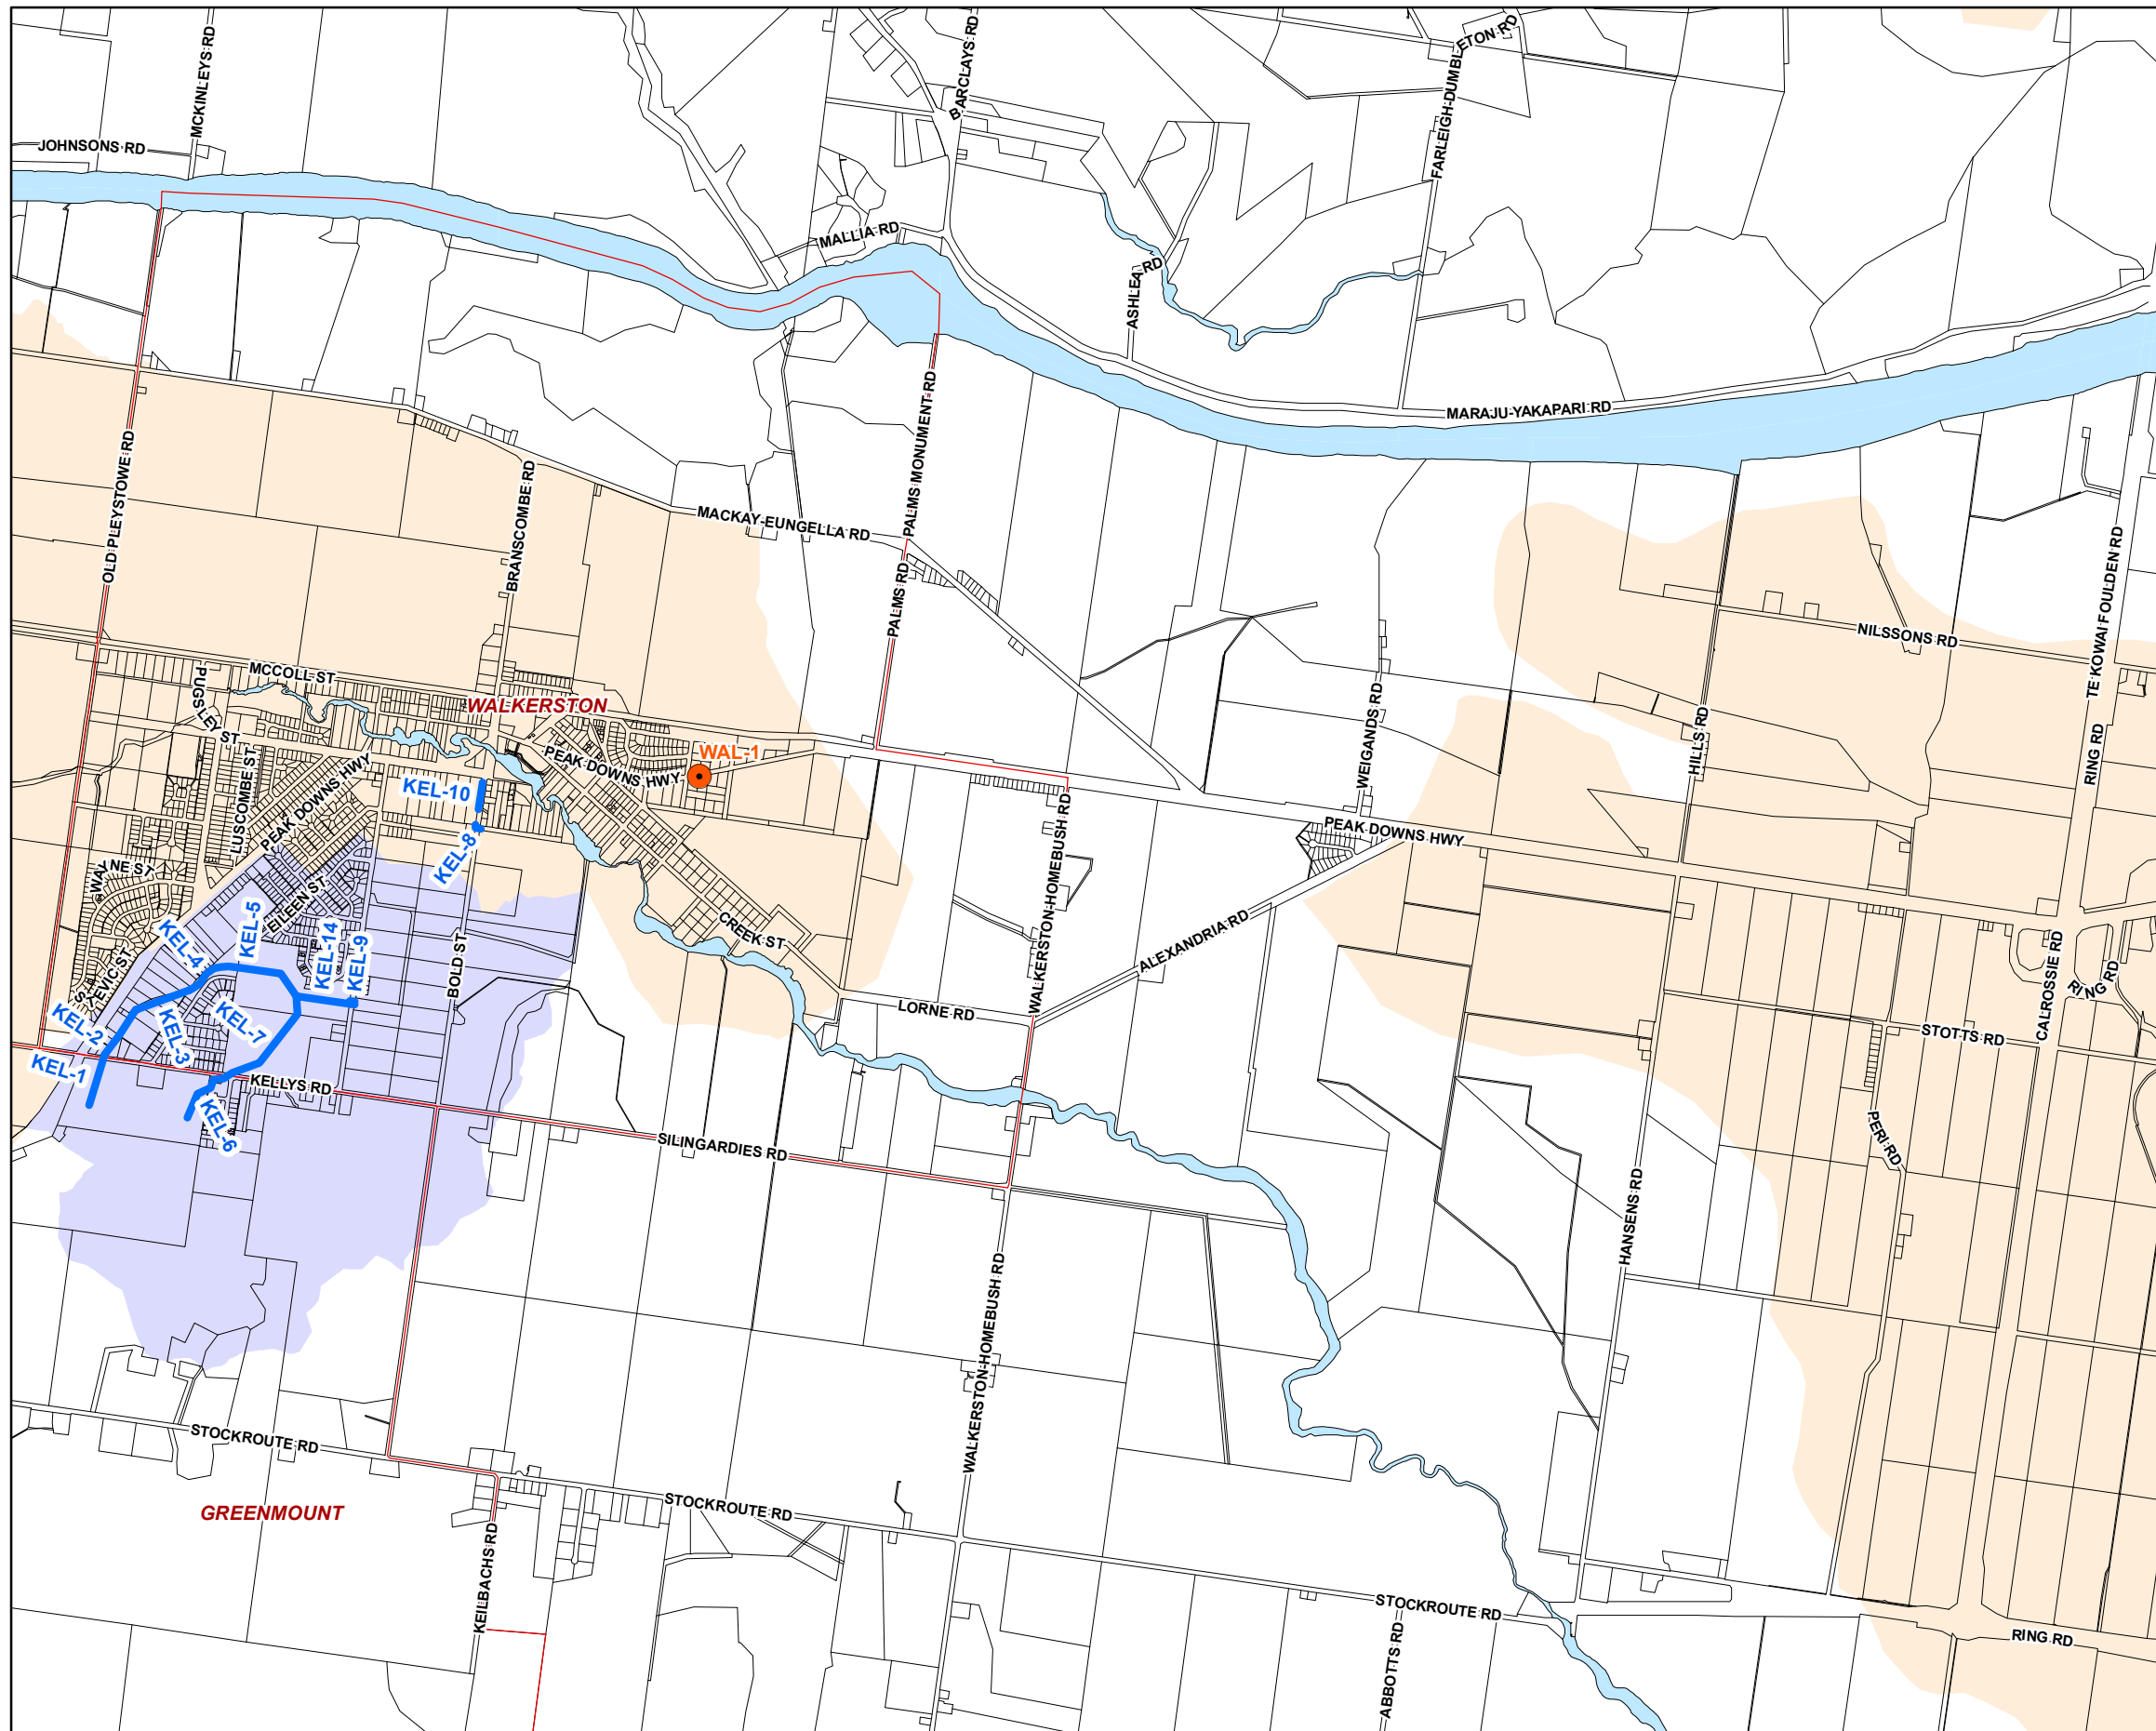 MCKINLEYS RD
BARCLAYS RD
FARLEIGH-DUMBLETON RD
JOHNSONS RD
MALLIA RD
ASHLEA RD
MARAJU-YAKAPARI RD
PALMS MONUMENT RD
OLD PLEYSTOWE RD
BRANSCOMBE RD
MACKAY-EUNGELLA RD
PALMS RD
TE KOWAI FOULDEN RD
NILSSONS RD
MCCOLL ST
PUGSLEY ST
WALKERSTON
WEIGANDS RD
HILLS RD
RING RD
WAL-1
PEAK DOWNS HWY
KEL-10
LUSCOMBE ST
PEAK DOWNS HWY
KEL-8
WALKERSTON-HOMEBUSH RD
PEAK DOWNS HWY
WAYNE ST
EILEEN ST
KEL-5
KEL-4
KEL-14
KEL-9
BOLD ST
CREEK ST
ALEXANDRIA RD
STEVIC ST
KEL-2
KEL-3
KEL-7
KEL-1
KELLYS RD
KEL-6
LORNE RD
CALROSSIE RD
RING RD
STOTTS RD
PERI RD
SILINGARDIES RD
HANSENS RD
WALKERSTON-HOMEBUSH RD
STOCKROUTE RD
GREENMOUNT
STOCKROUTE RD
KEILBACHS RD
STOCKROUTE RD
ABBOTTS RD
RING RD